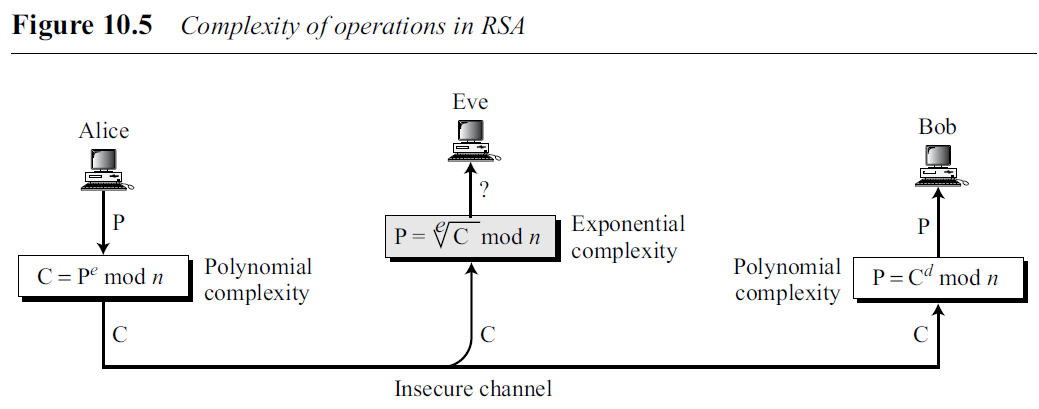 Figure 10.5 Complexity of operations in RSA
Eve
Alice
Bob
?
P
P = ᵉ√C mod n
Exponential
complexity
P
C = Pᵉ mod n
Polynomial
complexity
Polynomial
complexity
P = Cᵈ mod n
C
C
C
Insecure channel